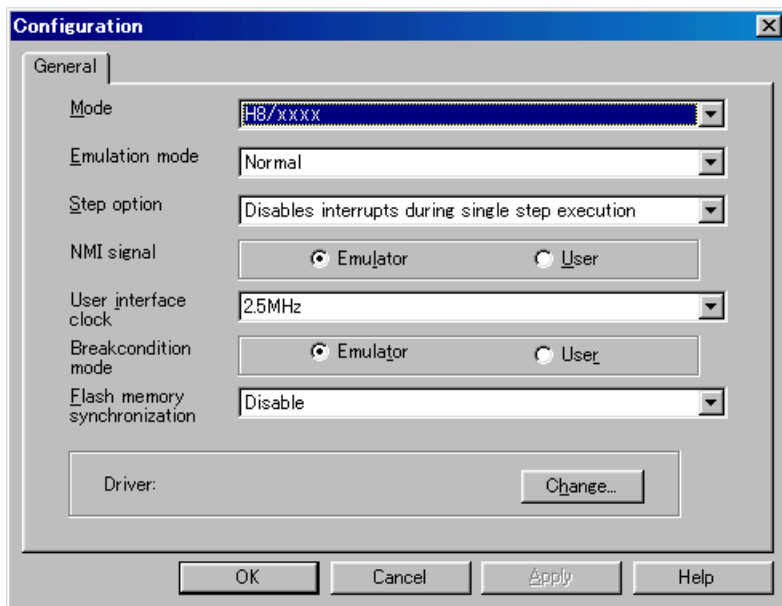 Configuration
General
Mode
H8/xxxx
Emulation mode
Normal
Step option
Disables interrupts during single step execution
NMI signal
Emulator
User
User interface
clock
2.5MHz
Breakcondition
mode
Emulator
User
Flash memory
synchronization
Disable
Driver:
Change...
OK
Cancel
Apply
Help